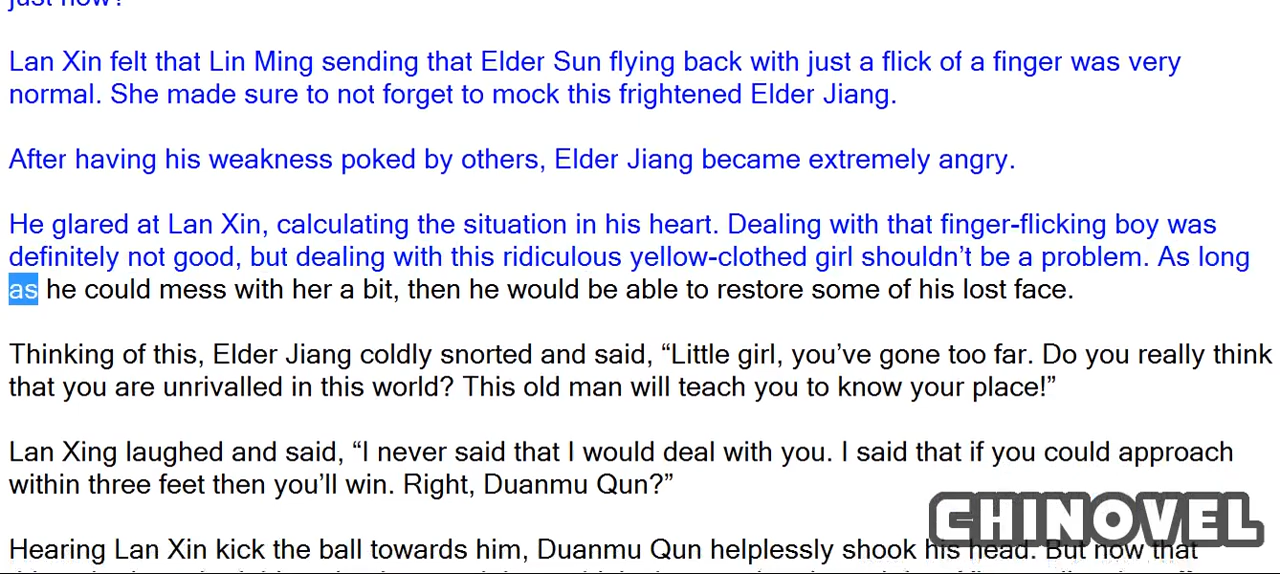 just now?
Lan Xin felt that Lin Ming sending that Elder Sun flying back with just a flick of a finger was very
normal. She made sure to not forget to mock this frightened Elder Jiang.
After having his weakness poked by others, Elder Jiang became extremely angry.
He glared at Lan Xin, calculating the situation in his heart. Dealing with that finger-flicking boy was
definitely not good, but dealing with this ridiculous yellow-clothed girl shouldn’t be a problem. As long
as he could mess with her a bit, then he would be able to restore some of his lost face.
Thinking of this, Elder Jiang coldly snorted and said, “Little girl, you’ve gone too far. Do you really think
that you are unrivalled in this world? This old man will teach you to know your place!”
Lan Xing laughed and said, “I never said that I would deal with you. I said that if you could approach
within three feet then you’ll win. Right, Duanmu Qun?”
CHINOVEL
Hearing Lan Xin kick the ball towards him, Duanmu Qun helplessly shook his head. But now that